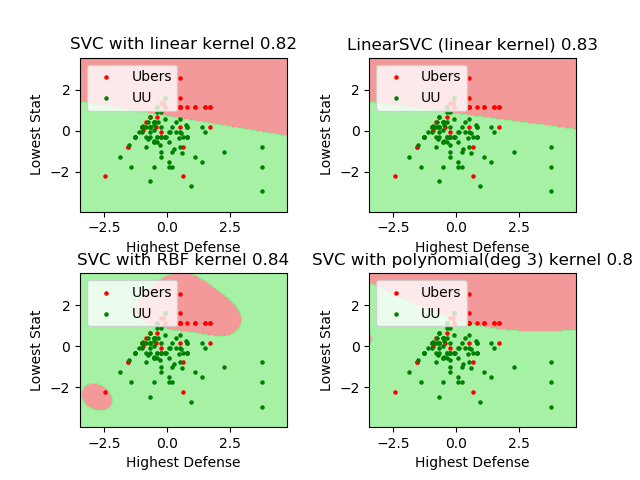 SVC with linear kernel 0.82
LinearSVC (linear kernel) 0.83
Lowest Stat
2
0
−2
Ubers
UU
−2.5 0.0 2.5
Highest Defense
Lowest Stat
2
0
−2
Ubers
UU
−2.5 0.0 2.5
Highest Defense
SVC with RBF kernel 0.84
SVC with polynomial(deg 3) kernel 0.8
Lowest Stat
2
0
−2
Ubers
UU
−2.5 0.0 2.5
Highest Defense
Lowest Stat
2
0
−2
Ubers
UU
−2.5 0.0 2.5
Highest Defense